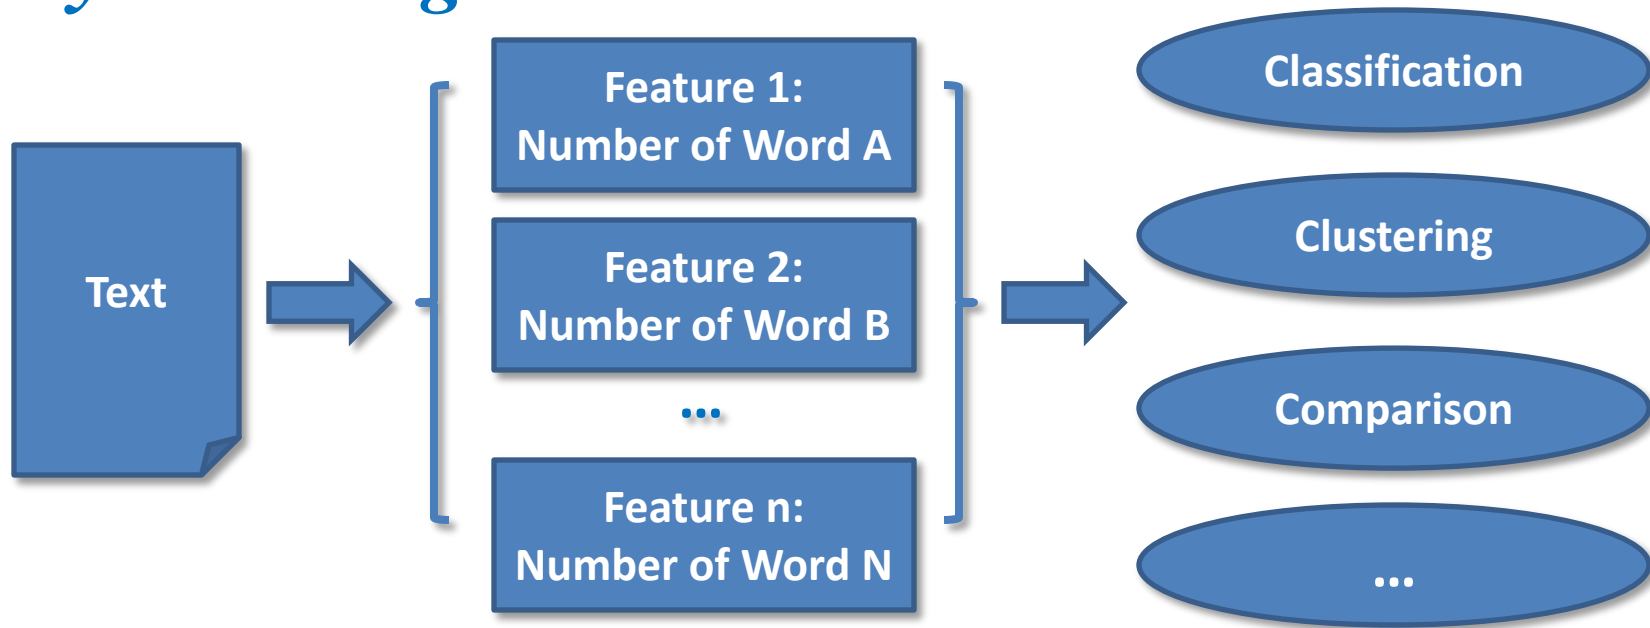 Text
Feature 1:
Number of Word A
Feature 2:
Number of Word B
...
Feature n:
Number of Word N
Classification
Clustering
Comparison
...